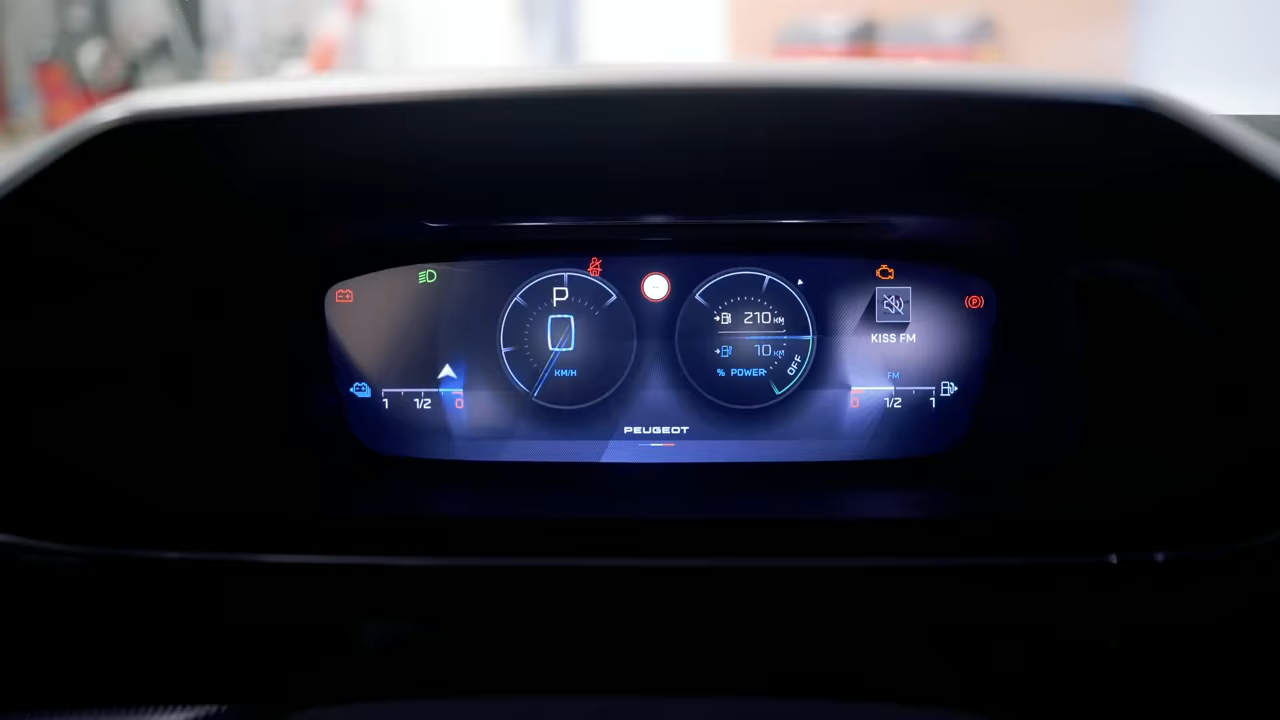 P
KM/H
210 KM
10 KM
% POWER
OFF
KISS FM
FM
1 1/2 0
0 1/2 1
PEUGEOT